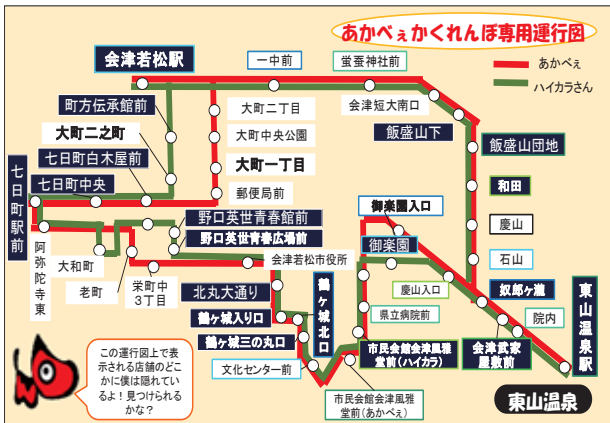 あかべぇかくれんぼ専用運行図
あかべぇ
ハイカラさん
会津若松駅
一中前
蛍蚕神社前
町方伝承館前
大町二丁目
会津短大南口
大町二之町
大町中央公園
飯盛山下
飯盛山団地
七日町白木屋前
大町一丁目
七日町駅前
七日町中央
郵便局前
和田
御楽園入口
野口英世青春館前
慶山
野口英世青春広場前
御楽園
阿弥陀寺東
大和町
会津若松市役所
石山
老町
栄町中
3丁目
北丸大通り
鶴ヶ城北口
慶山入口
奴郎ヶ瀧
東山温泉駅
鶴ヶ城入り口
県立病院前
院内
鶴ヶ城三の丸口
市民会館会津風雅
堂前(ハイカラ)
会津武家
屋敷前
文化センター前
市民会館会津風雅
堂前(あかべぇ)
東山温泉
この運行図上で表
示される店舗のどこ
かに僕は隠れている
よ！見つけられる
かな？